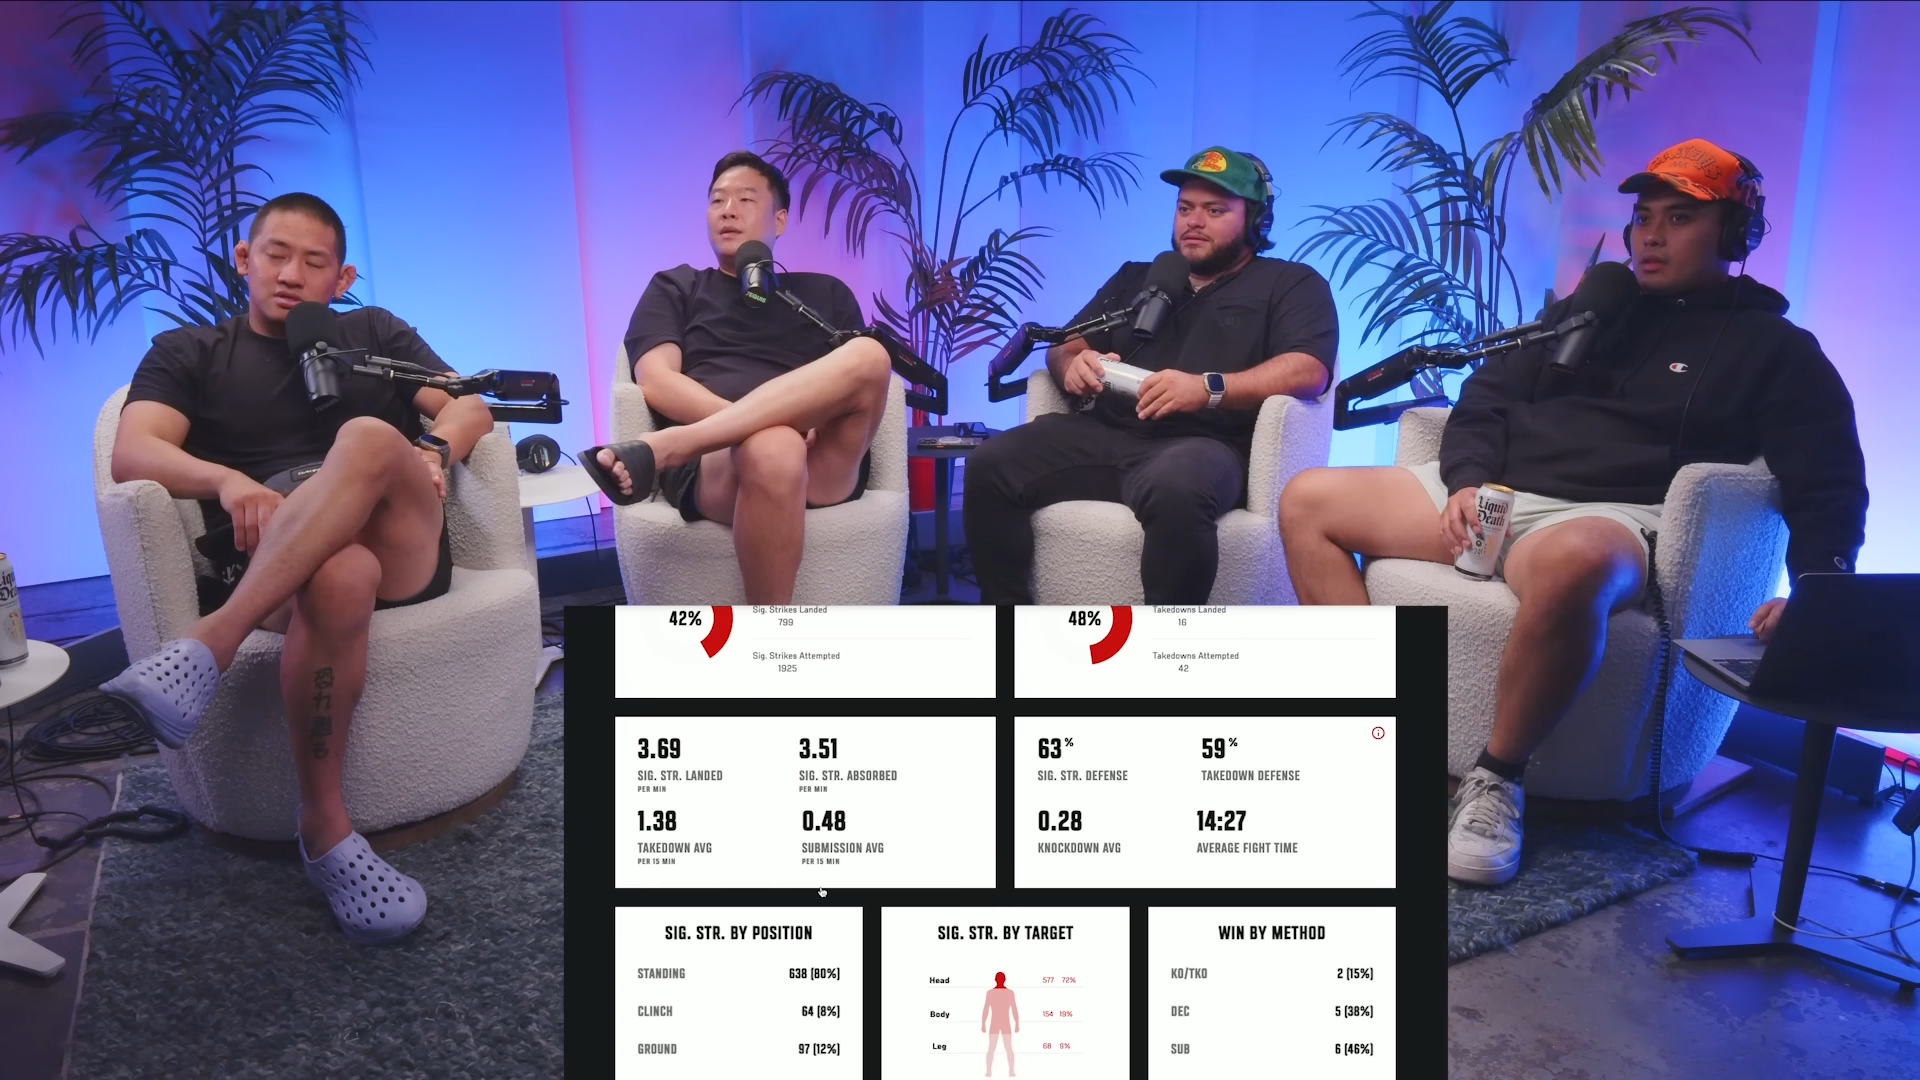 Liquid
Death
42%
Sig. Strikes Landed
799
Sig. Strikes Attempted
1925
48%
Takedowns Landed
16
Takedowns Attempted
42
3.69
SIG. STR. LANDED
PER MIN
3.51
SIG. STR. ABSORBED
PER MIN
1.38
TAKEDOWN AVG
PER 15 MIN
0.48
SUBMISSION AVG
PER 15 MIN
63%
SIG. STR. DEFENSE
59%
TAKEDOWN DEFENSE
0.28
KNOCKDOWN AVG
14:27
AVERAGE FIGHT TIME
SIG. STR. BY POSITION
STANDING 638 (80%)
CLINCH 64 (8%)
GROUND 97 (12%)
SIG. STR. BY TARGET
Head 577 72%
Body 154 19%
Leg 68 9%
WIN BY METHOD
KO/TKO 2 (15%)
DEC 5 (38%)
SUB 6 (46%)